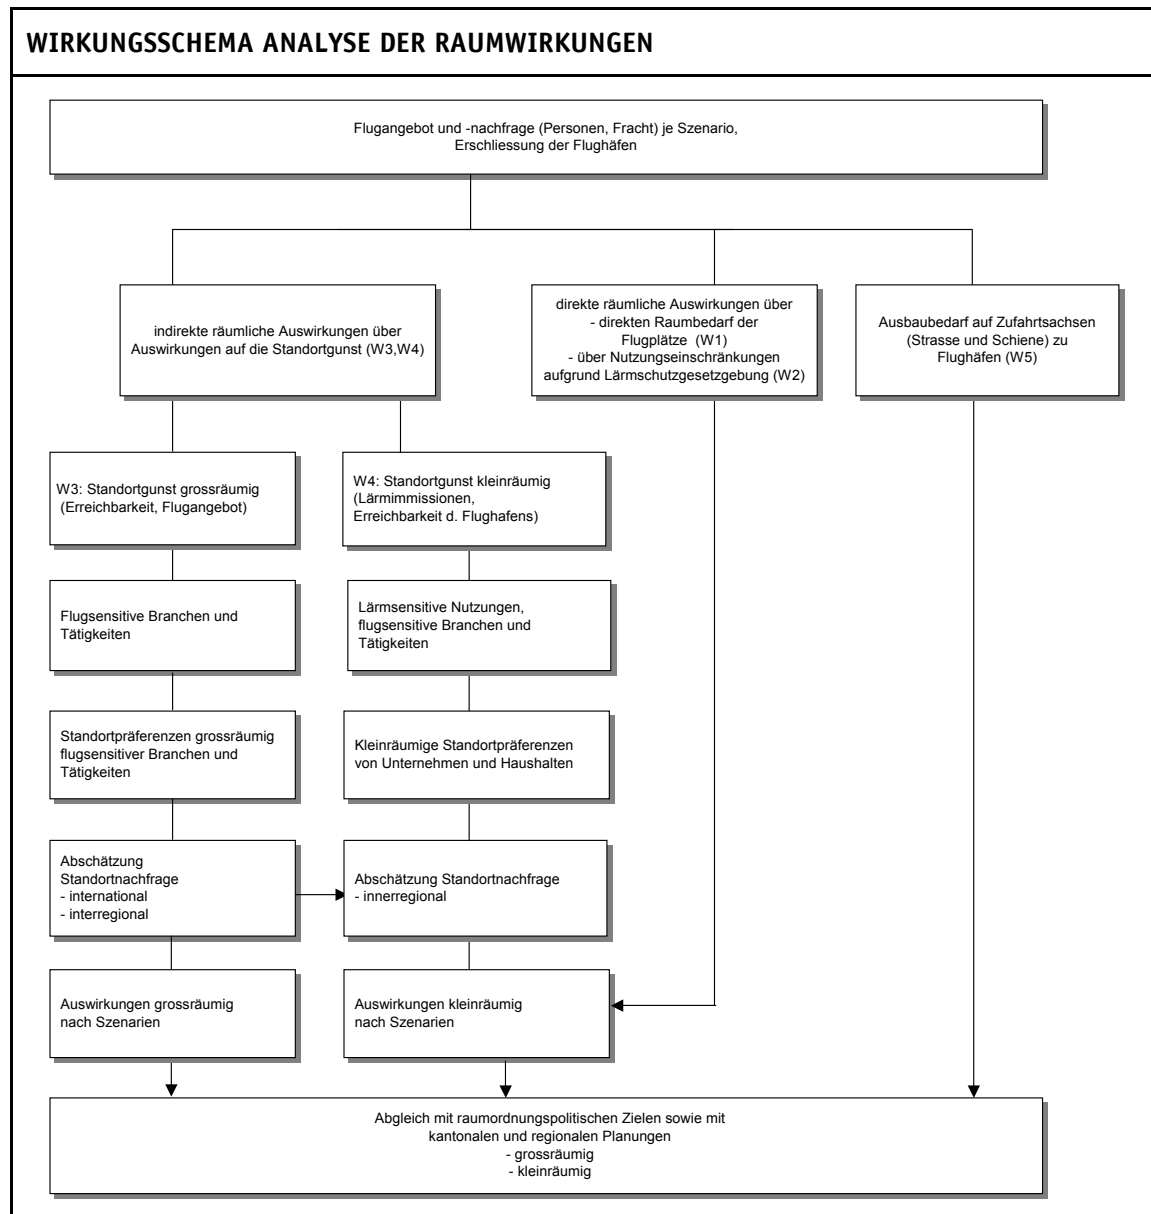 WIRKUNGSSCHEMA ANALYSE DER RAUMWIRKUNGEN
Flugangebot und -nachfrage (Personen, Fracht) je Szenario,
Erschliessung der Flughäfen
indirekte räumliche Auswirkungen über
Auswirkungen auf die Standortgunst (W3,W4)
direkte räumliche Auswirkungen über
- direkten Raumbedarf der
Flugplätze (W1)
- über Nutzungseinschränkungen
aufgrund Lärmschutzgesetzgebung (W2)
Ausbaubedarf auf Zufahrtsachsen
(Strasse und Schiene) zu
Flughäfen (W5)
W3: Standortgunst grossräumig
(Erreichbarkeit, Flugangebot)
W4: Standortgunst kleinräumig
(Lärmimmissionen,
Erreichbarkeit d. Flughafens)
Flugsensitive Branchen und
Tätigkeiten
Lärmsensitive Nutzungen,
flugsensitive Branchen und
Tätigkeiten
Standortpräferenzen grossräumig
flugsensitiver Branchen und
Tätigkeiten
Kleinräumige Standortpräferenzen
von Unternehmen und Haushalten
Abschätzung
Standortnachfrage
- international
- interregional
Abschätzung Standortnachfrage
- innerregional
Auswirkungen grossräumig
nach Szenarien
Auswirkungen kleinräumig
nach Szenarien
Abgleich mit raumordnungspolitischen Zielen sowie mit
kantonalen und regionalen Planungen
- grossräumig
- kleinräumig